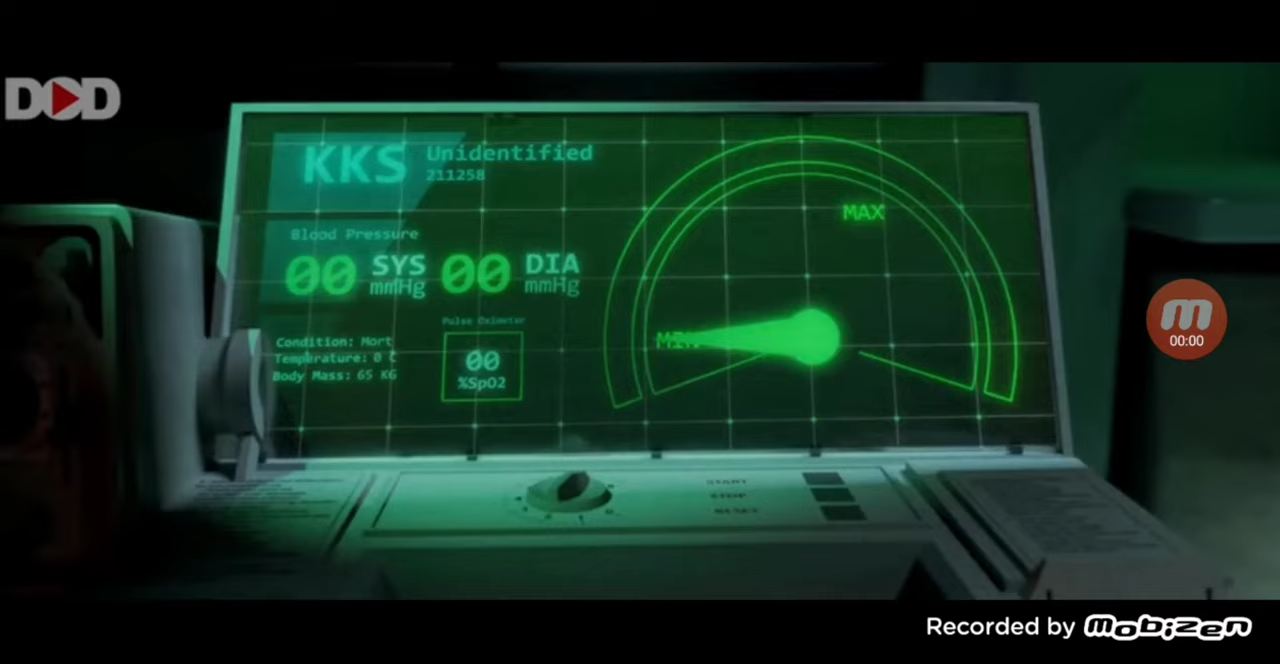 DOD
KKS
Unidentified
211258
Blood Pressure
00 SYS mmHg 00 DIA mmHg
Pulse Oximeter
00
%SpO2
Condition: Mort
Temperature: 0 C
Body Mass: 65 KG
MAX
MIN
START
STOP
RESET
00:00
Recorded by mobizen